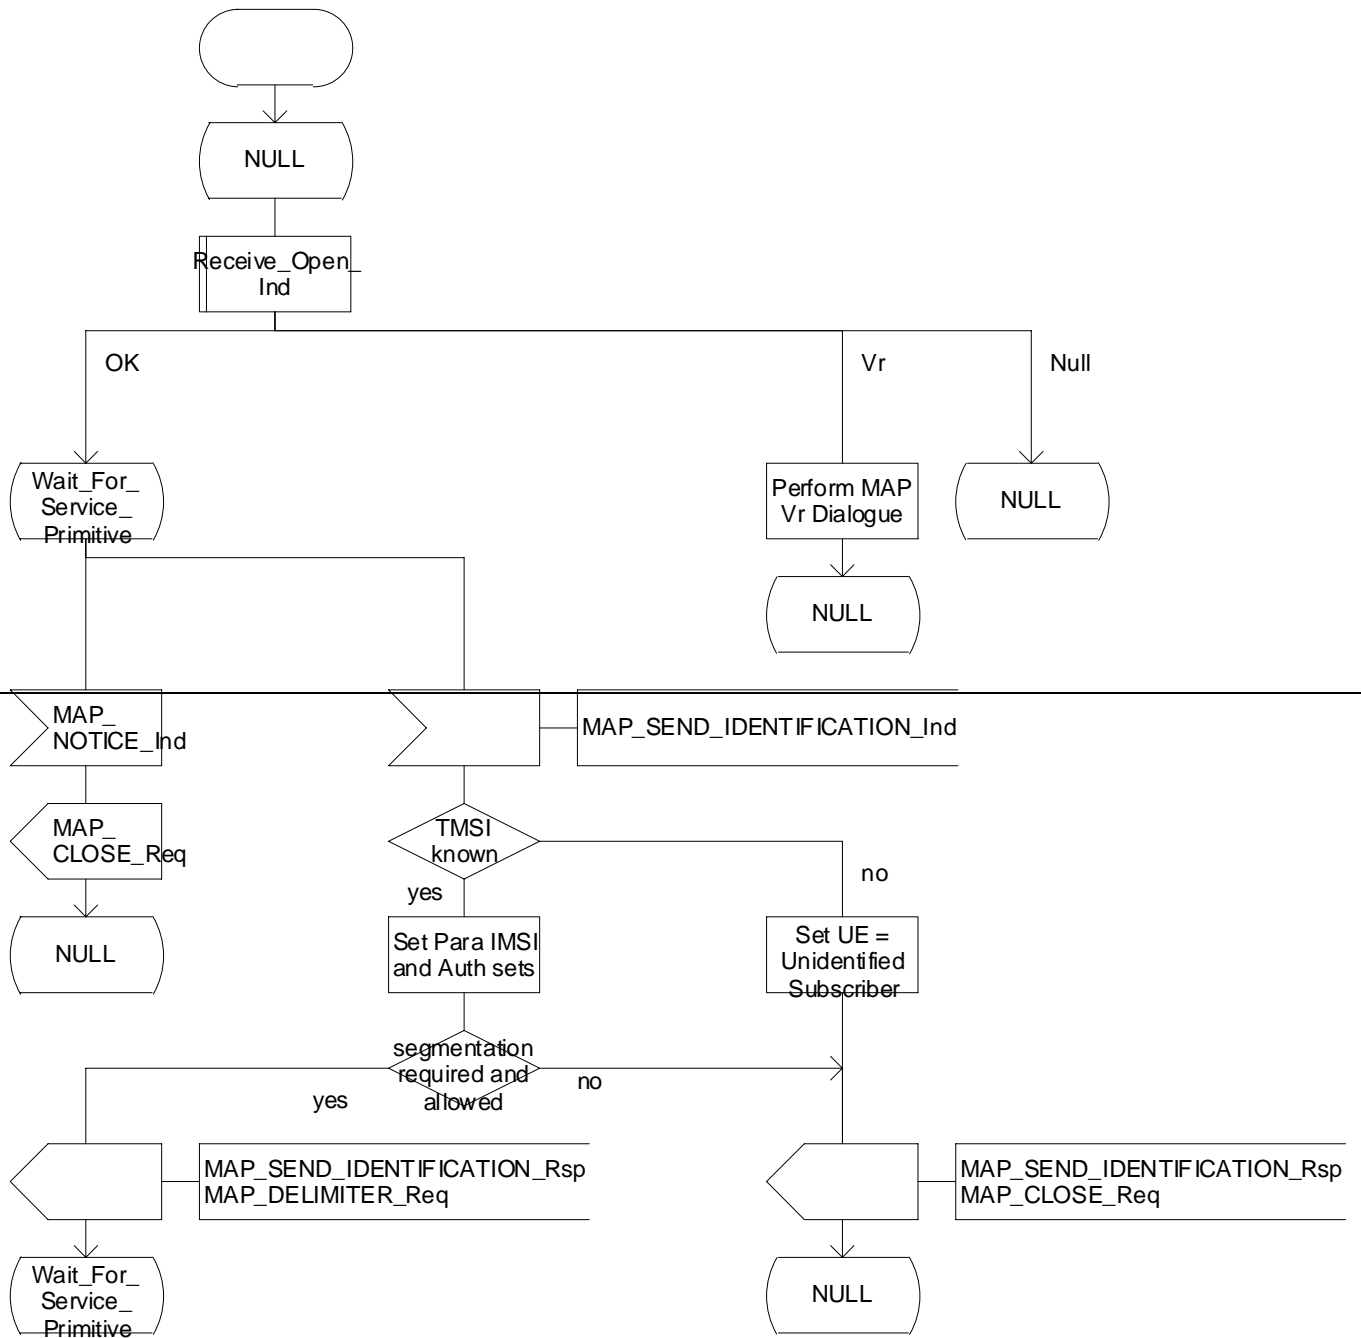 NULL
Receive_Open_
Ind
OK
Vr
Null
Wait_For_
Service_
Primitive
Perform MAP
Vr Dialogue
NULL
NULL
MAP_
NOTICE_Ind
MAP_SEND_IDENTIFICATION_Ind
MAP_
CLOSE_Req
TMSI
known
no
yes
NULL
Set Para IMSI
and Auth sets
Set UE =
Unidentified
Subscriber
segmentation
required and
allowed
no
yes
MAP_SEND_IDENTIFICATION_Rsp
MAP_DELIMITER_Req
MAP_SEND_IDENTIFICATION_Rsp
MAP_CLOSE_Req
Wait_For_
Service_
Primitive
NULL